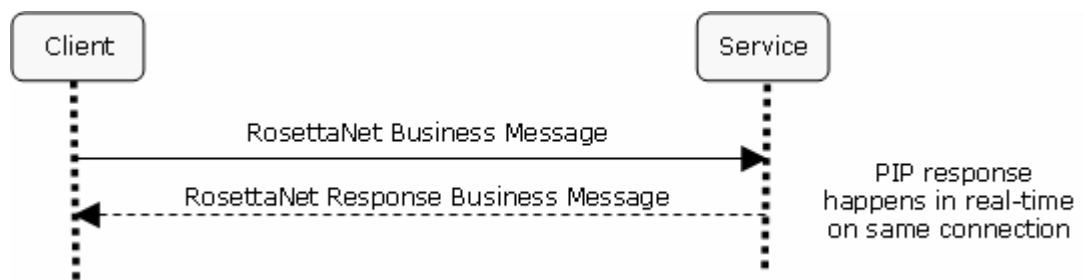 Client
Service
RosettaNet Business Message
RosettaNet Response Business Message
PIP response
happens in real-time
on same connection